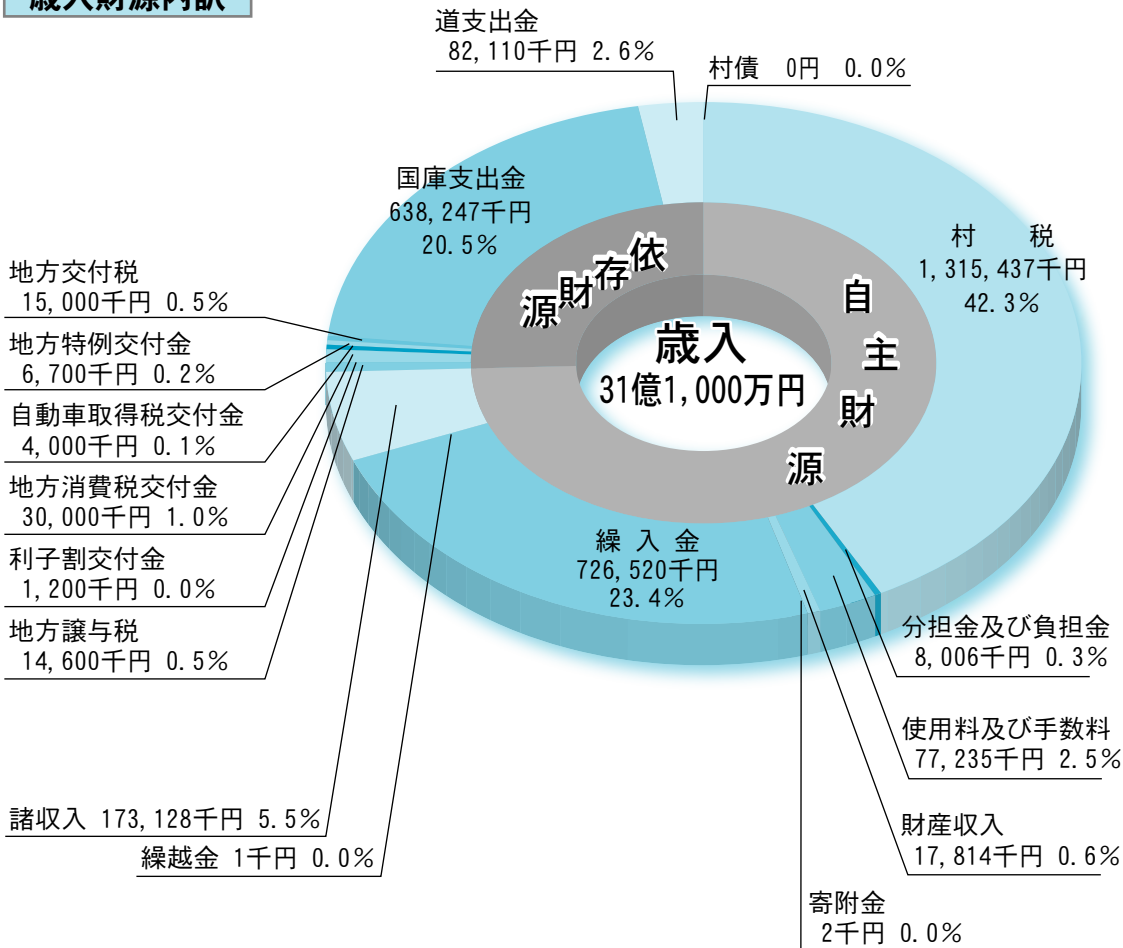 歳入財源内訳
道支出金
82,110千円 2.6%
村債 0円 0.0%
国庫支出金
638,247千円
20.5%
村 税
1,315,437千円
42.3%
地方交付税
15,000千円 0.5%
地方特例交付金
6,700千円 0.2%
自動車取得税交付金
4,000千円 0.1%
地方消費税交付金
30,000千円 1.0%
利子割交付金
1,200千円 0.0%
地方譲与税
14,600千円 0.5%
依存財源
自主財源
歳入
31億1,000万円
繰入金
726,520千円
23.4%
分担金及び負担金
8,006千円 0.3%
使用料及び手数料
77,235千円 2.5%
財産収入
17,814千円 0.6%
寄附金
2千円 0.0%
諸収入 173,128千円 5.5%
繰越金 1千円 0.0%